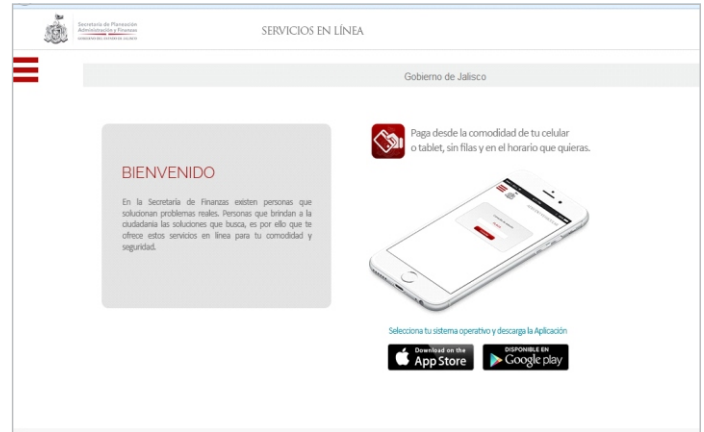 Secretaría de Planeación
Administración y Finanzas
SERVICIOS EN LÍNEA
Gobierno de Jalisco
BIENVENIDO
En la Secretaría de Finanzas existen personas que
solucionan problemas reales. Personas que brindan a la
ciudadanía las soluciones que busca, es por ello que te
ofrece estos servicios en línea para tu comodidad y
seguridad.
Paga desde la comodidad de tu celular
o tablet, sin filas y en el horario que quieras.
Selecciona tu sistema operativo y descarga la Aplicación
Download on the
App Store
DISPONIBLE EN
Google play